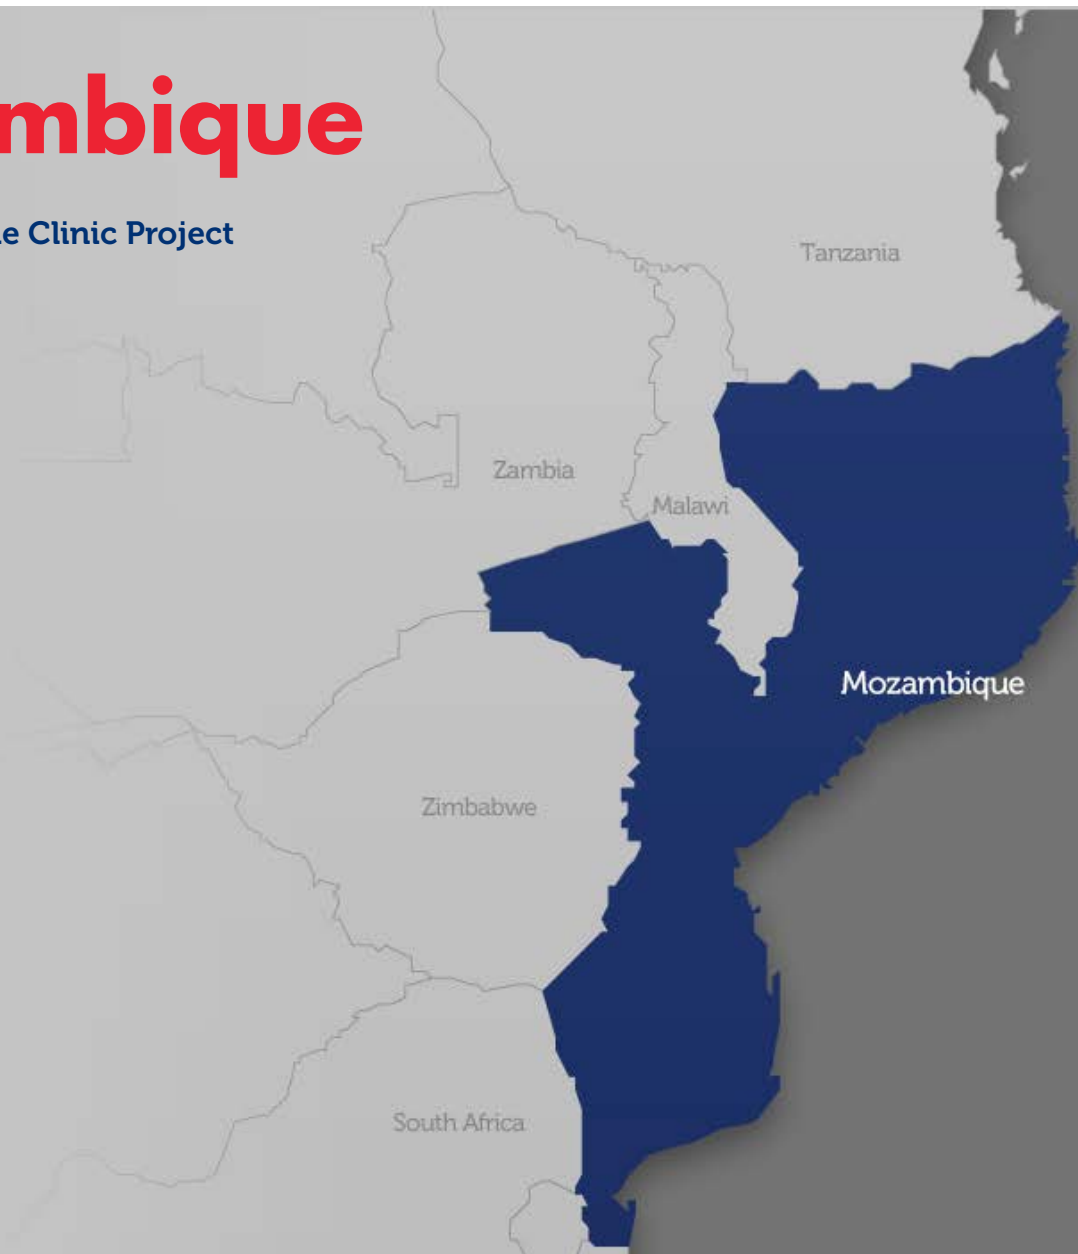 mbique
e Clinic Project
Tanzania
Zambia
Malawi
Mozambique
Zimbabwe
South Africa